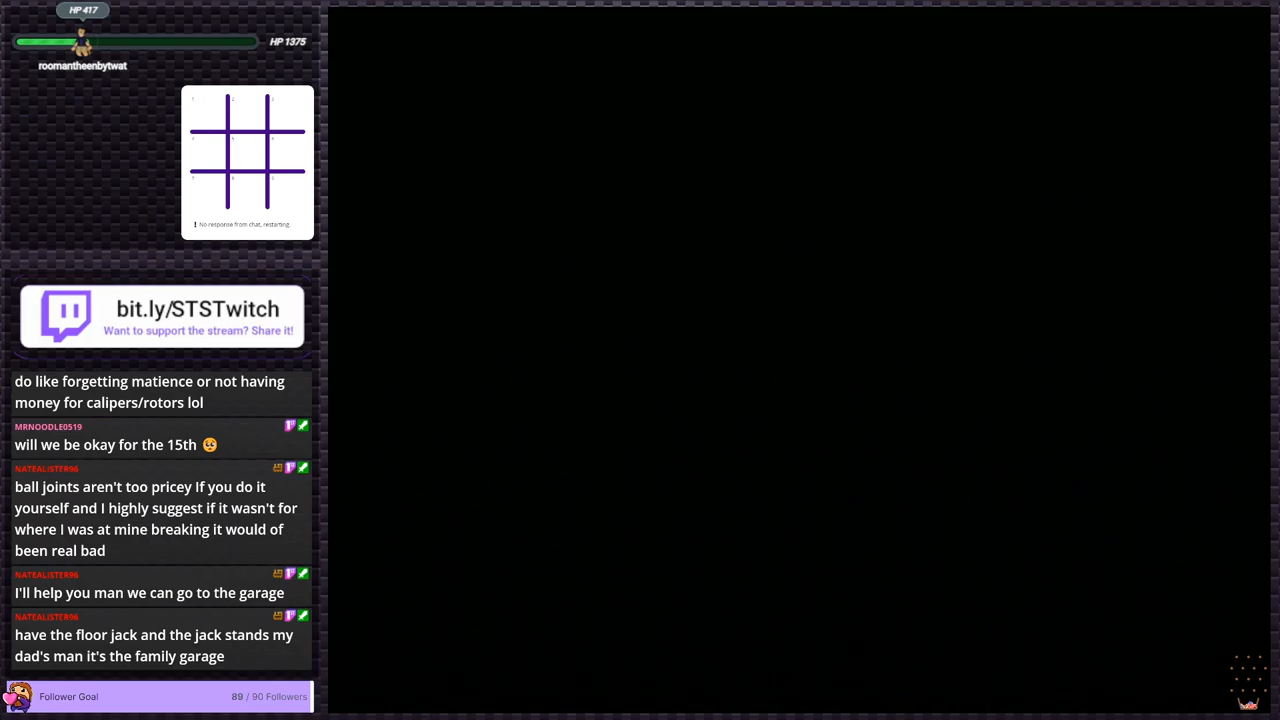 HP 417
HP 1375
roomantheenbytwat
1
2
! No response from chat, restarting.
bit.ly/STSTwitch
Want to support the stream? Share it!
do like forgetting matience or not having
money for calipers/rotors lol
MRNOODLE0519
will we be okay for the 15th 🥺
NATEALISTER96
ball joints aren't too pricey If you do it
yourself and I highly suggest if it wasn't for
where I was at mine breaking it would of
been real bad
NATEALISTER96
I'll help you man we can go to the garage
NATEALISTER96
have the floor jack and the jack stands my
dad's man it's the family garage
Follower Goal
89 / 90 Followers